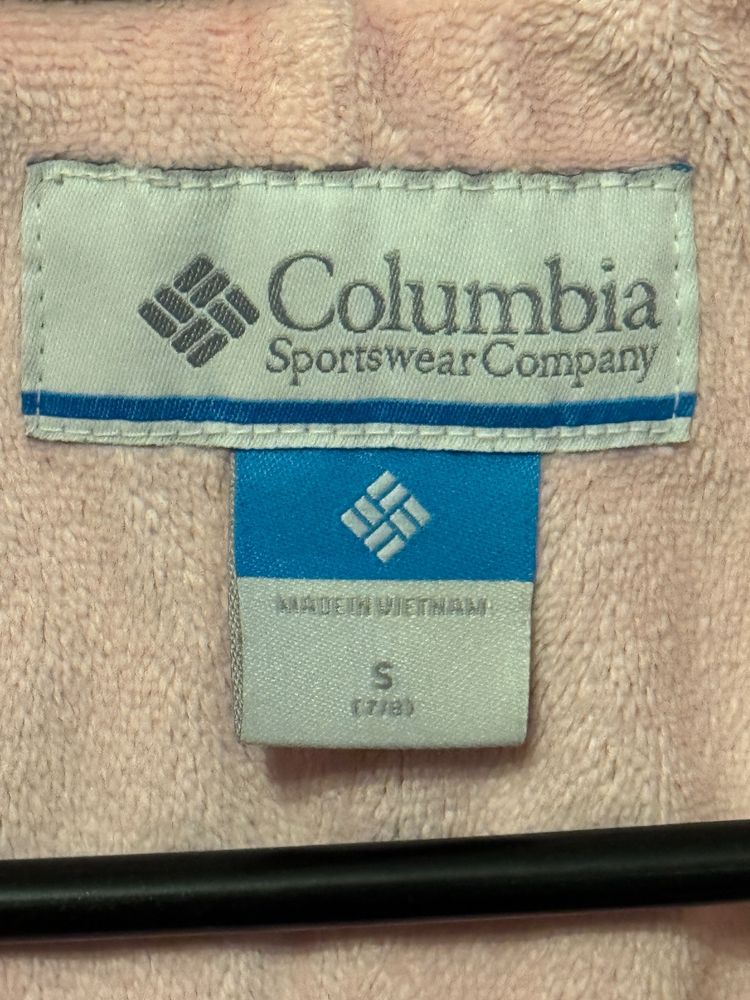 Columbia
Sportswear Company
MADE IN VIETNAM
S
(7/8)